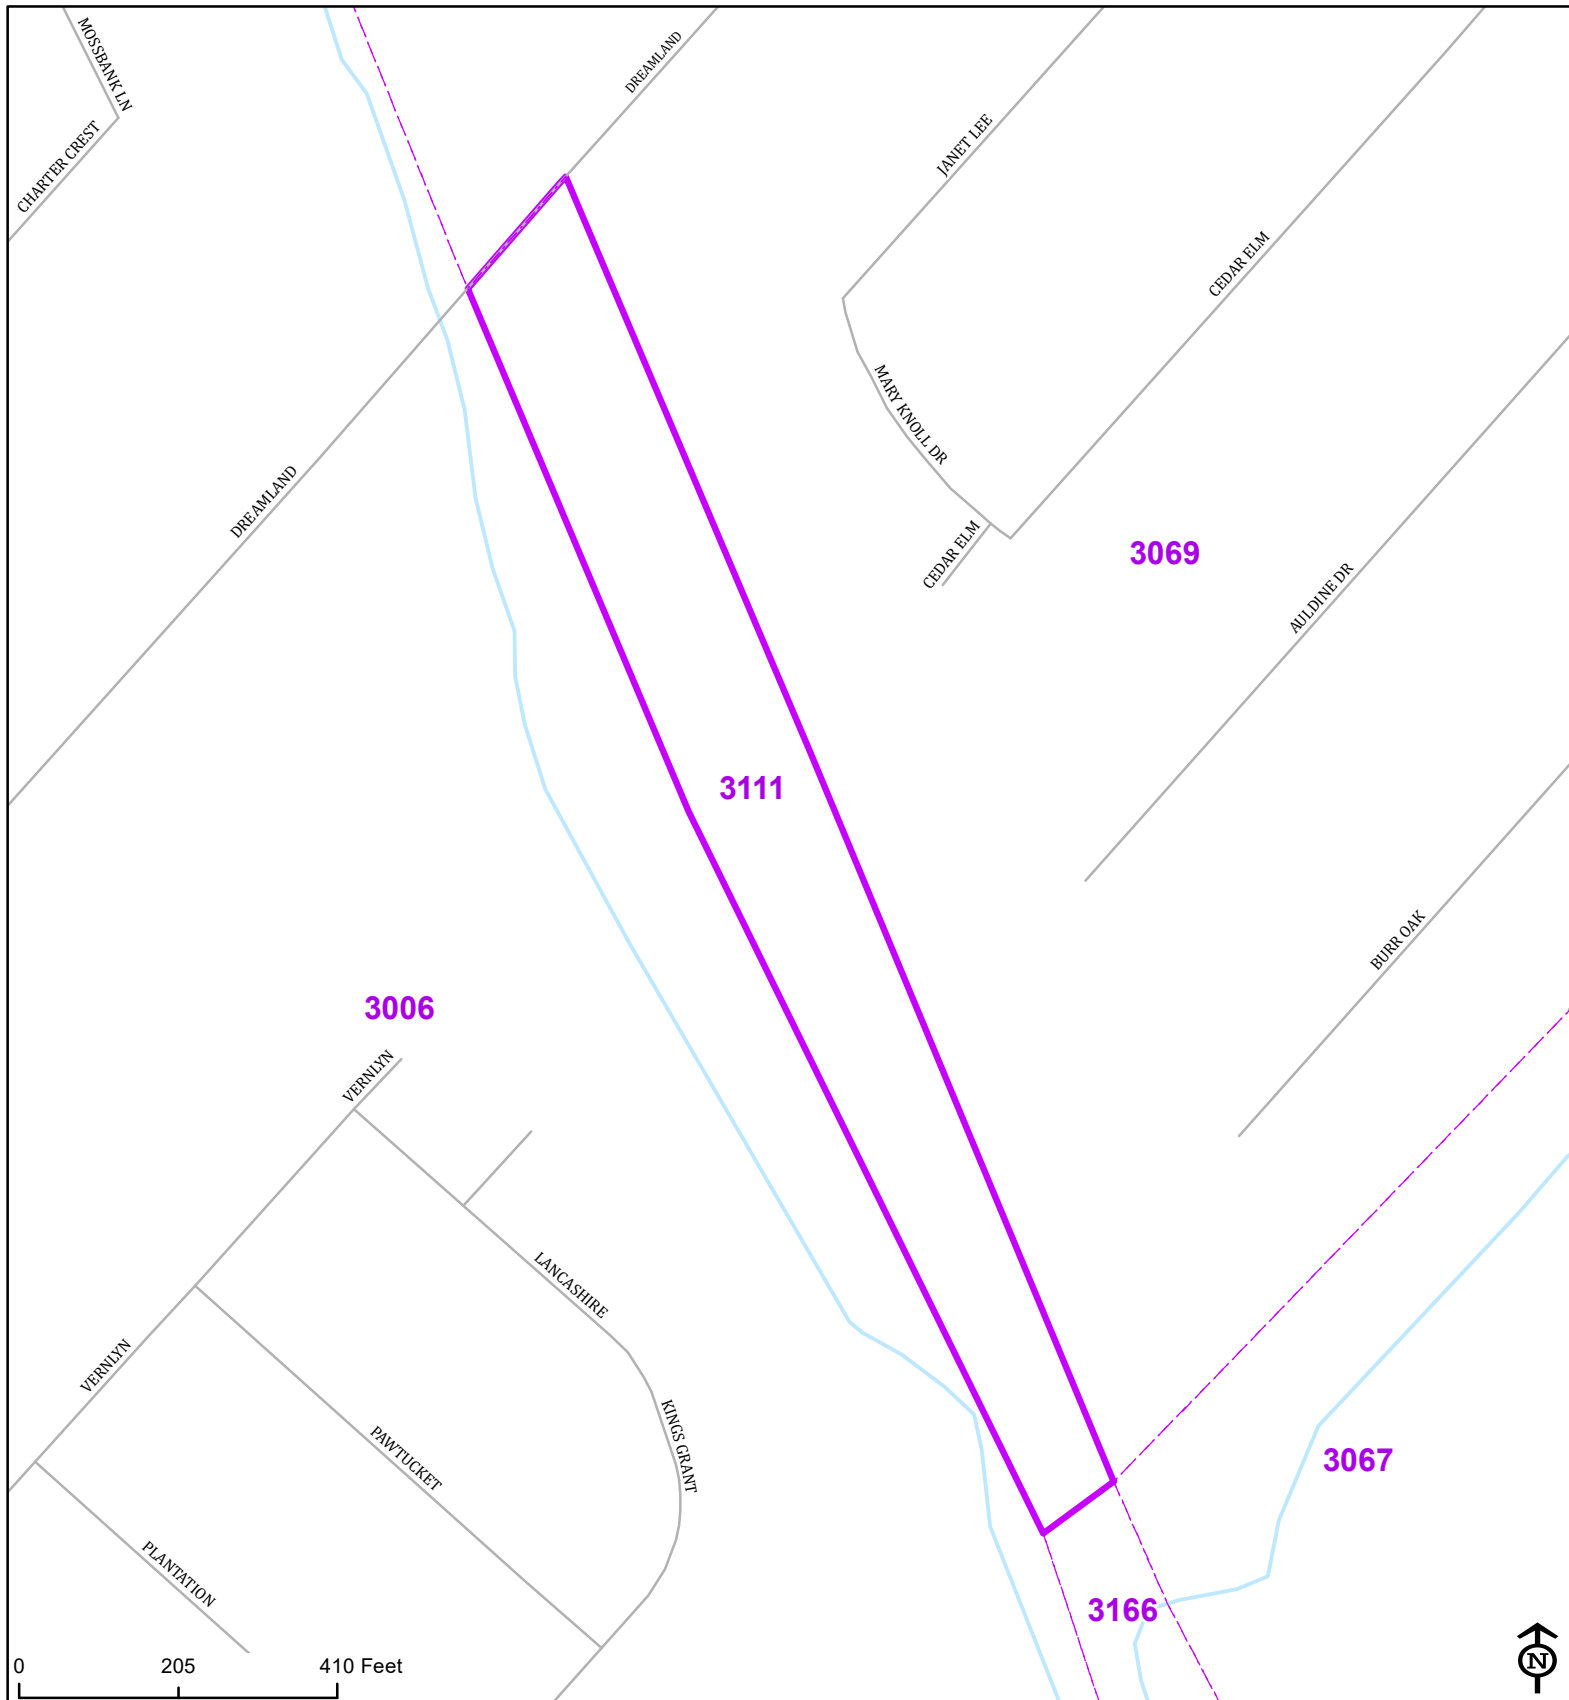 MOSSBANK LN
DREAMLAND
CHARTER CREST
JANET LEE
CEDAR ELM
MARY KNOLL DR
DREAMLAND
CEDAR ELM
3069
AULDINE DR
3111
BURR OAK
3006
VERNLYN
LANCASHIRE
VERNLYN
KINGS GRANT
PAWTUCKET
3067
PLANTATION
3166
0 205 410 Feet
N